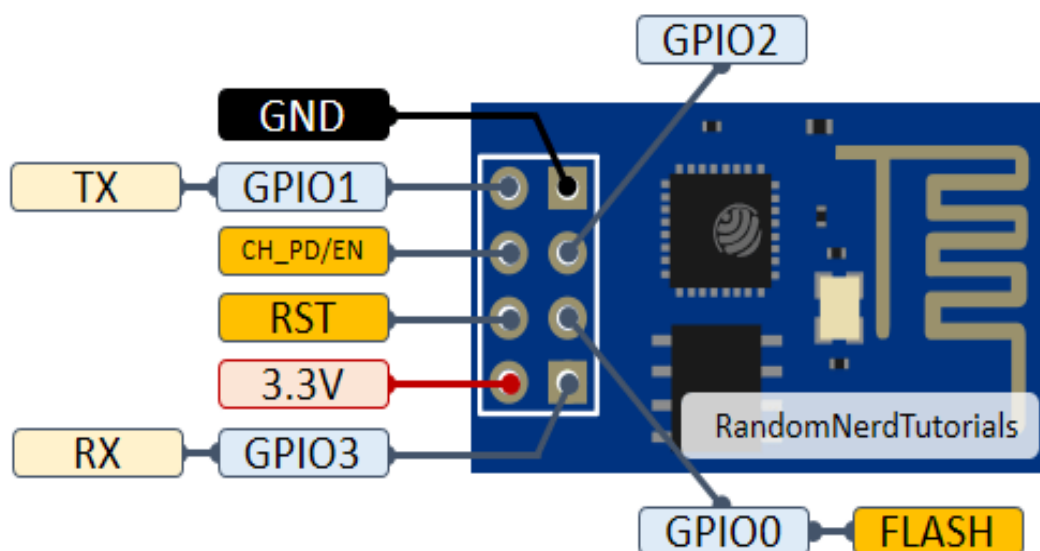 GPIO2
GND
TX GPIO1
CH_PD/EN
RST
3.3V
RX GPIO3
RandomNerdTutorials
GPIO0 FLASH